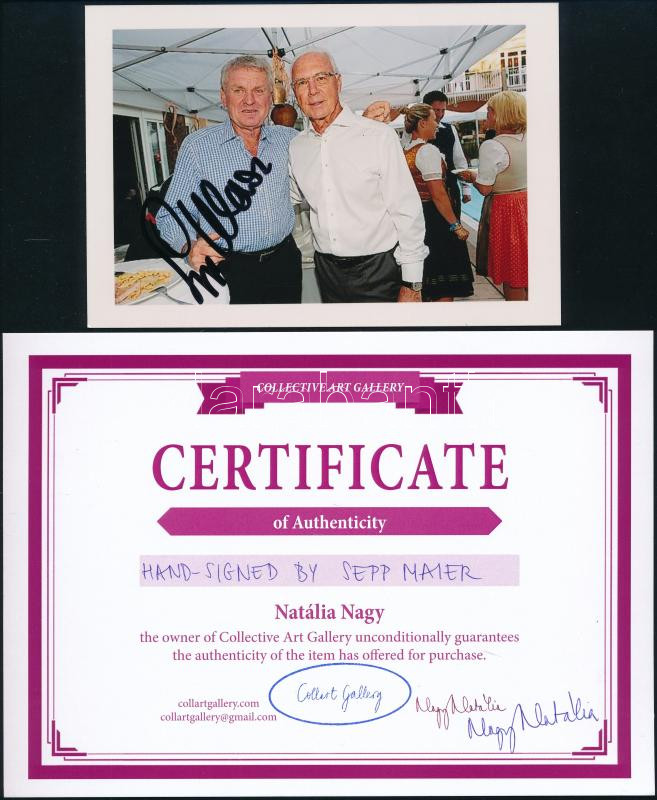 COLLECTIVE ART GALLERY
CERTIFICATE
of Authenticity
HAND-SIGNED BY SEPP MAIER
Natália Nagy
the owner of Collective Art Gallery unconditionally guarantees
the authenticity of the item has offered for purchase.
Collart Gallery
collartgallery.com
collartgallery@gmail.com
Nagy Natália
Nagy Natália